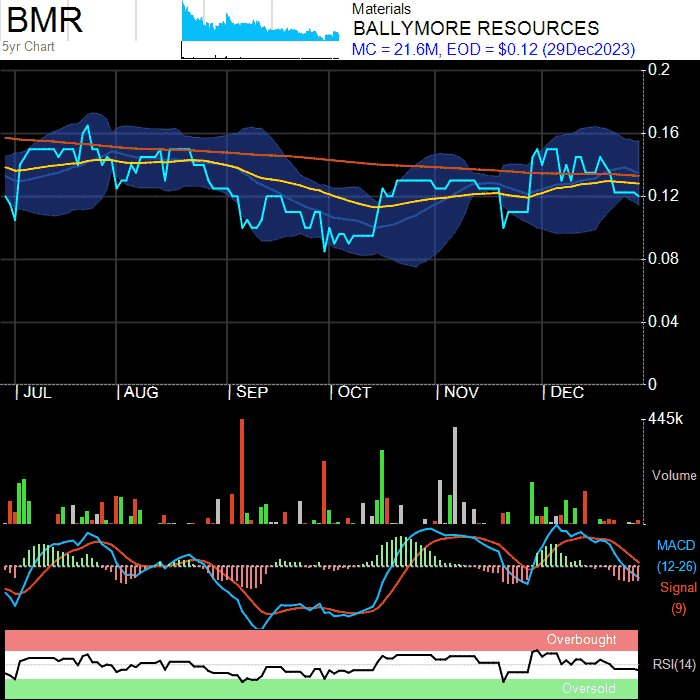 BMR
5yr Chart
Materials
BALLYMORE RESOURCES
MC = 21.6M, EOD = $0.12 (29Dec2023)
0.2
0.16
0.12
0.08
0.04
0
JUL AUG SEP OCT NOV DEC
445k
Volume
MACD
(12-26)
Signal
(9)
Overbought
RSI(14)
Oversold